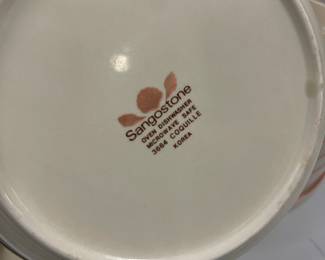 Sangostone
OVEN DISHWASHER
MICROWAVE SAFE
3664 COQUILLE
KOREA